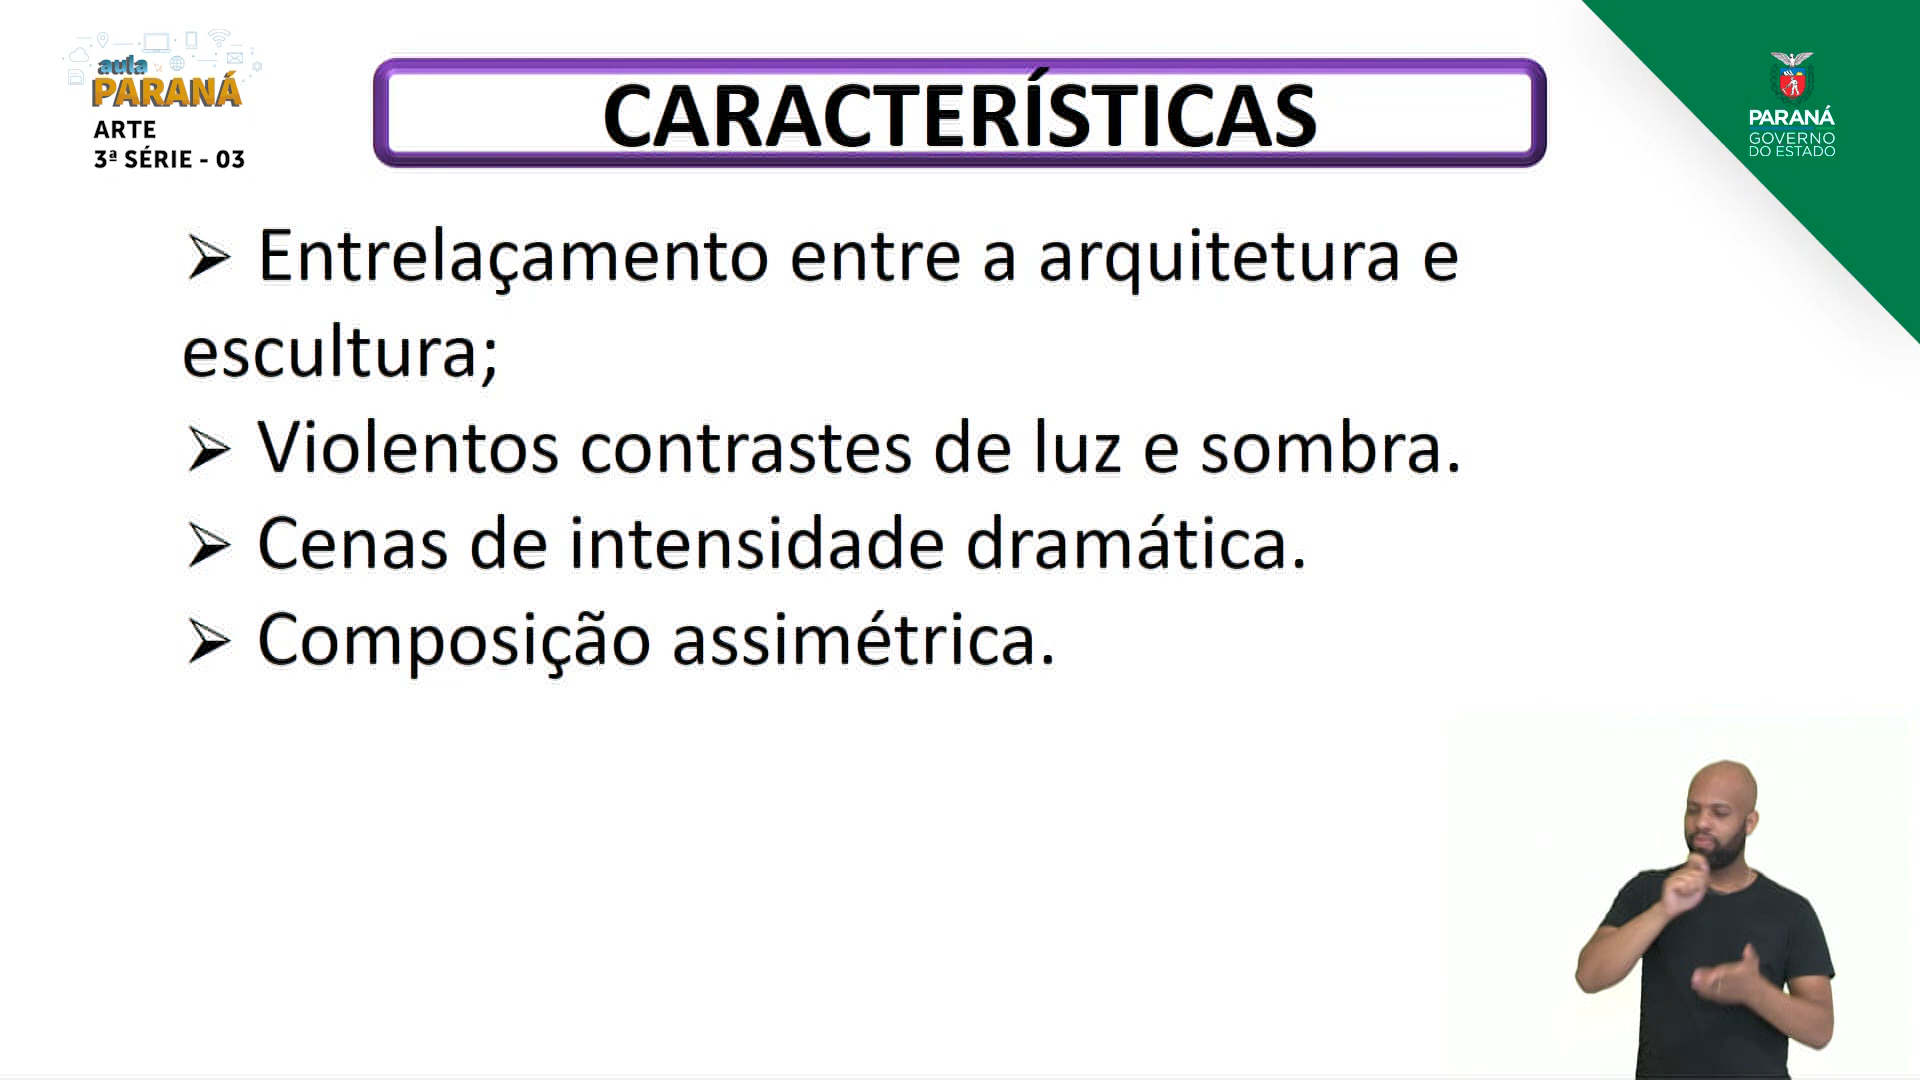 aula
PARANÁ
ARTE
3ª SÉRIE - 03
CARACTERÍSTICAS
PARANÁ
GOVERNO
DO ESTADO
➢ Entrelaçamento entre a arquitetura e
escultura;
➢ Violentos contrastes de luz e sombra.
➢ Cenas de intensidade dramática.
➢ Composição assimétrica.